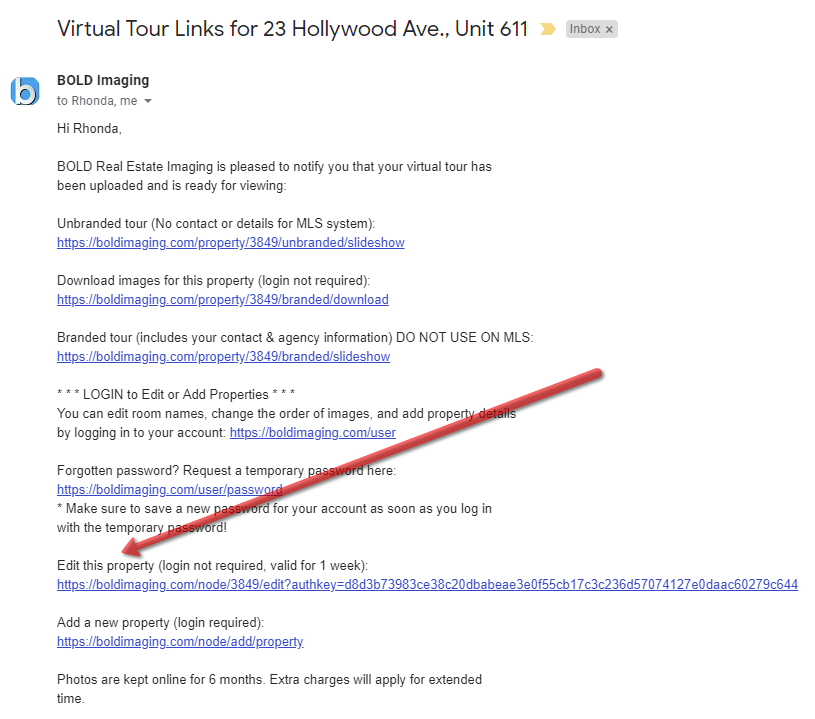 Virtual Tour Links for 23 Hollywood Ave., Unit 611 Inbox x
BOLD Imaging
to Rhonda, me
Hi Rhonda,
BOLD Real Estate Imaging is pleased to notify you that your virtual tour has
been uploaded and is ready for viewing:
Unbranded tour (No contact or details for MLS system):
https://boldimaging.com/property/3849/unbranded/slideshow
Download images for this property (login not required):
https://boldimaging.com/property/3849/branded/download
Branded tour (includes your contact & agency information) DO NOT USE ON MLS:
https://boldimaging.com/property/3849/branded/slideshow
* * * LOGIN to Edit or Add Properties * * *
You can edit room names, change the order of images, and add property details
by logging in to your account: https://boldimaging.com/user
Forgotten password? Request a temporary password here:
https://boldimaging.com/user/password
* Make sure to save a new password for your account as soon as you log in
with the temporary password!
Edit this property (login not required, valid for 1 week):
https://boldimaging.com/node/3849/edit?authkey=d8d3b73983ce38c20dbabeae3e0f55cb17c3c236d57074127e0daac60279c644
Add a new property (login required):
https://boldimaging.com/node/add/property
Photos are kept online for 6 months. Extra charges will apply for extended
time.